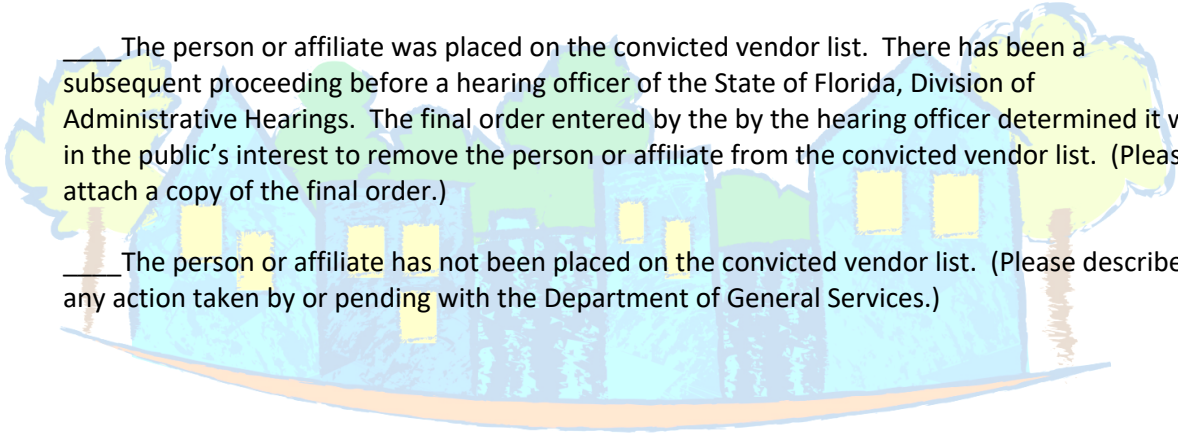 ____The person or affiliate was placed on the convicted vendor list.  There has been a
subsequent proceeding before a hearing officer of the State of Florida, Division of
Administrative Hearings.  The final order entered by the by the hearing officer determined it w
in the public’s interest to remove the person or affiliate from the convicted vendor list.  (Pleas
attach a copy of the final order.)
____The person or affiliate has not been placed on the convicted vendor list.  (Please describe
any action taken by or pending with the Department of General Services.)